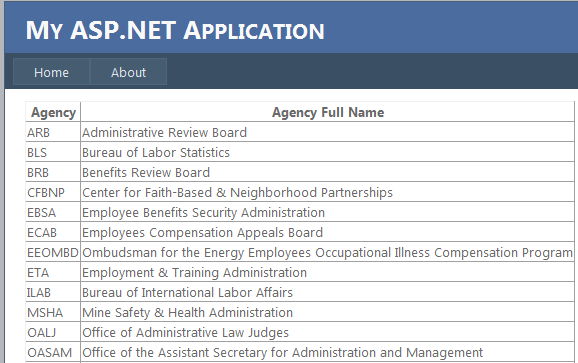 My ASP.NET Application
Home About
Agency Agency Full Name
ARB Administrative Review Board
BLS Bureau of Labor Statistics
BRB Benefits Review Board
CFBNP Center for Faith-Based & Neighborhood Partnerships
EBSA Employee Benefits Security Administration
ECAB Employees Compensation Appeals Board
EEOMBD Ombudsman for the Energy Employees Occupational Illness Compensation Program
ETA Employment & Training Administration
ILAB Bureau of International Labor Affairs
MSHA Mine Safety & Health Administration
OALJ Office of Administrative Law Judges
OASAM Office of the Assistant Secretary for Administration and Management